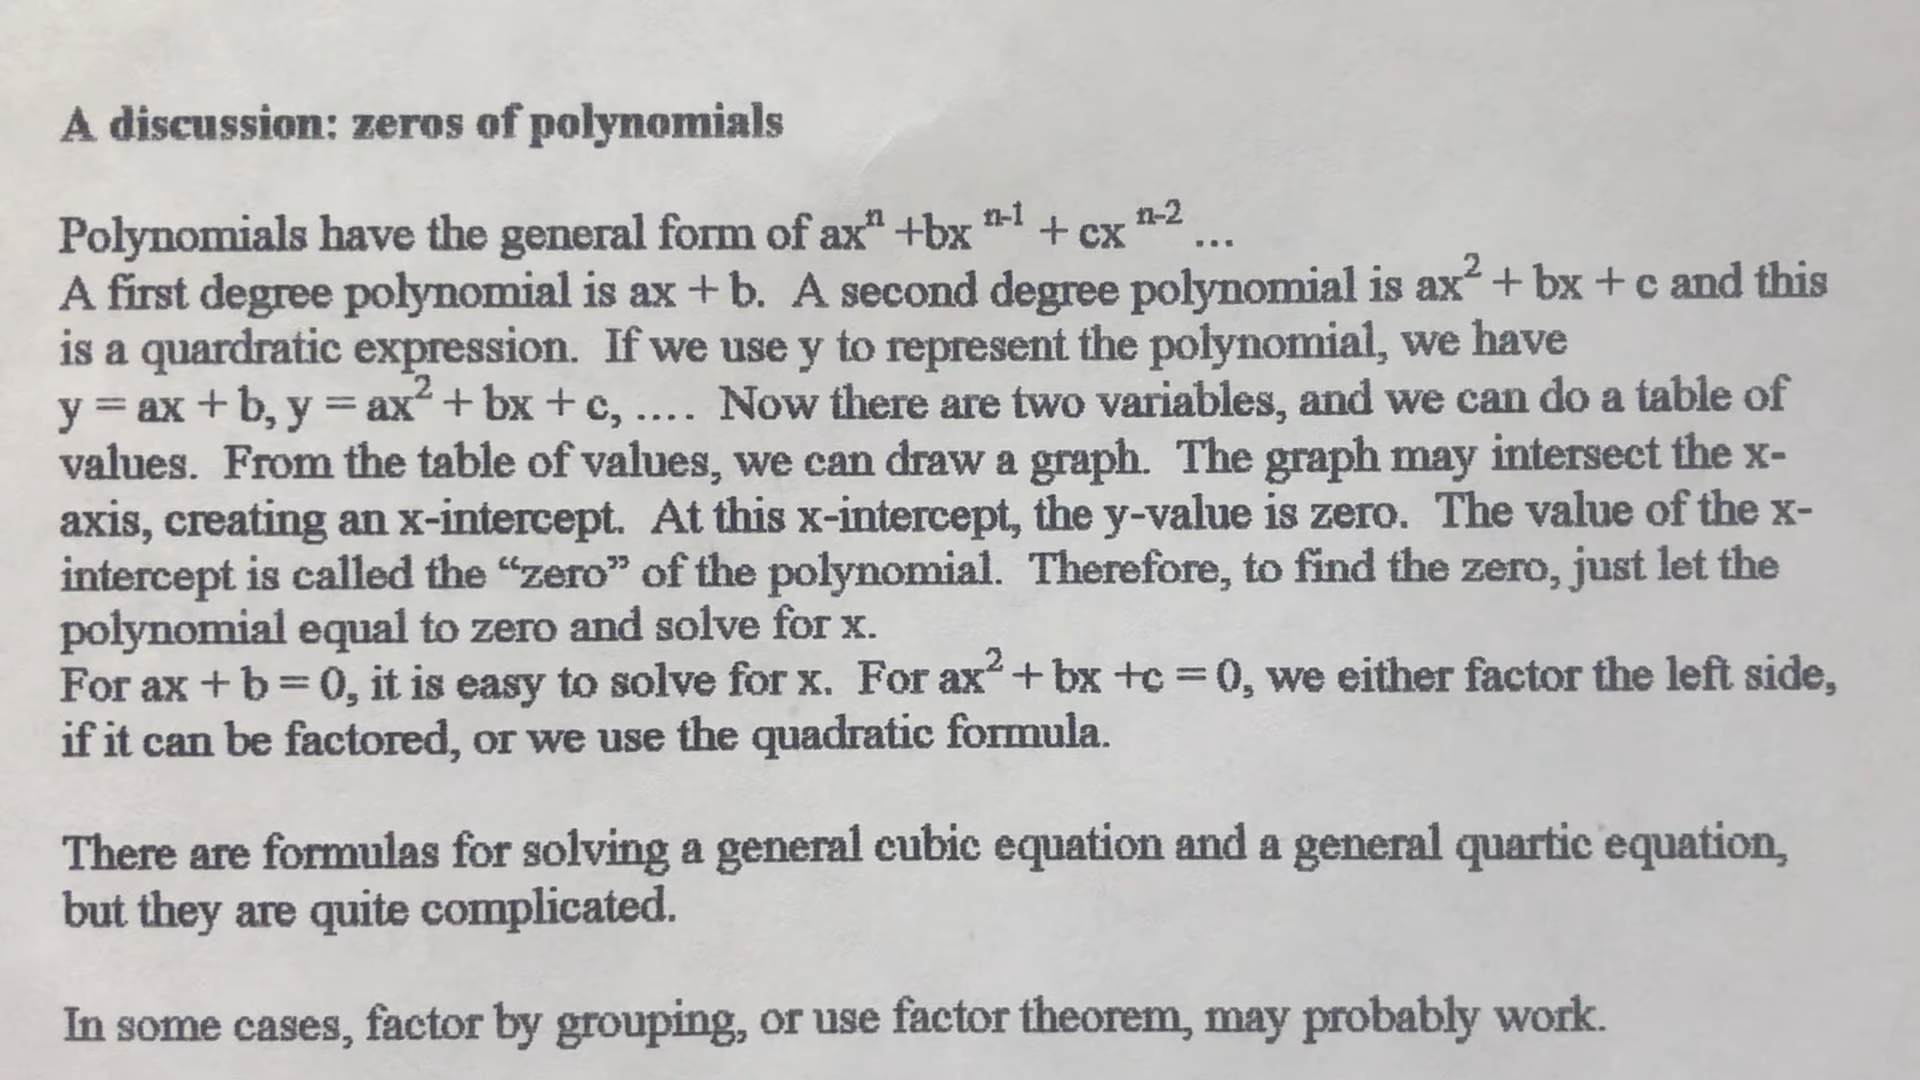 A discussion: zeros of polynomials
Polynomials have the general form of axⁿ +bx ⁿ⁻¹ + cx ⁿ⁻² ...
A first degree polynomial is ax + b. A second degree polynomial is ax² + bx + c and this
is a quardratic expression. If we use y to represent the polynomial, we have
y = ax + b, y = ax² + bx + c, .... Now there are two variables, and we can do a table of
values. From the table of values, we can draw a graph. The graph may intersect the x-
axis, creating an x-intercept. At this x-intercept, the y-value is zero. The value of the x-
intercept is called the “zero” of the polynomial. Therefore, to find the zero, just let the
polynomial equal to zero and solve for x.
For ax + b = 0, it is easy to solve for x. For ax² + bx +c = 0, we either factor the left side,
if it can be factored, or we use the quadratic formula.
There are formulas for solving a general cubic equation and a general quartic equation,
but they are quite complicated.
In some cases, factor by grouping, or use factor theorem, may probably work.